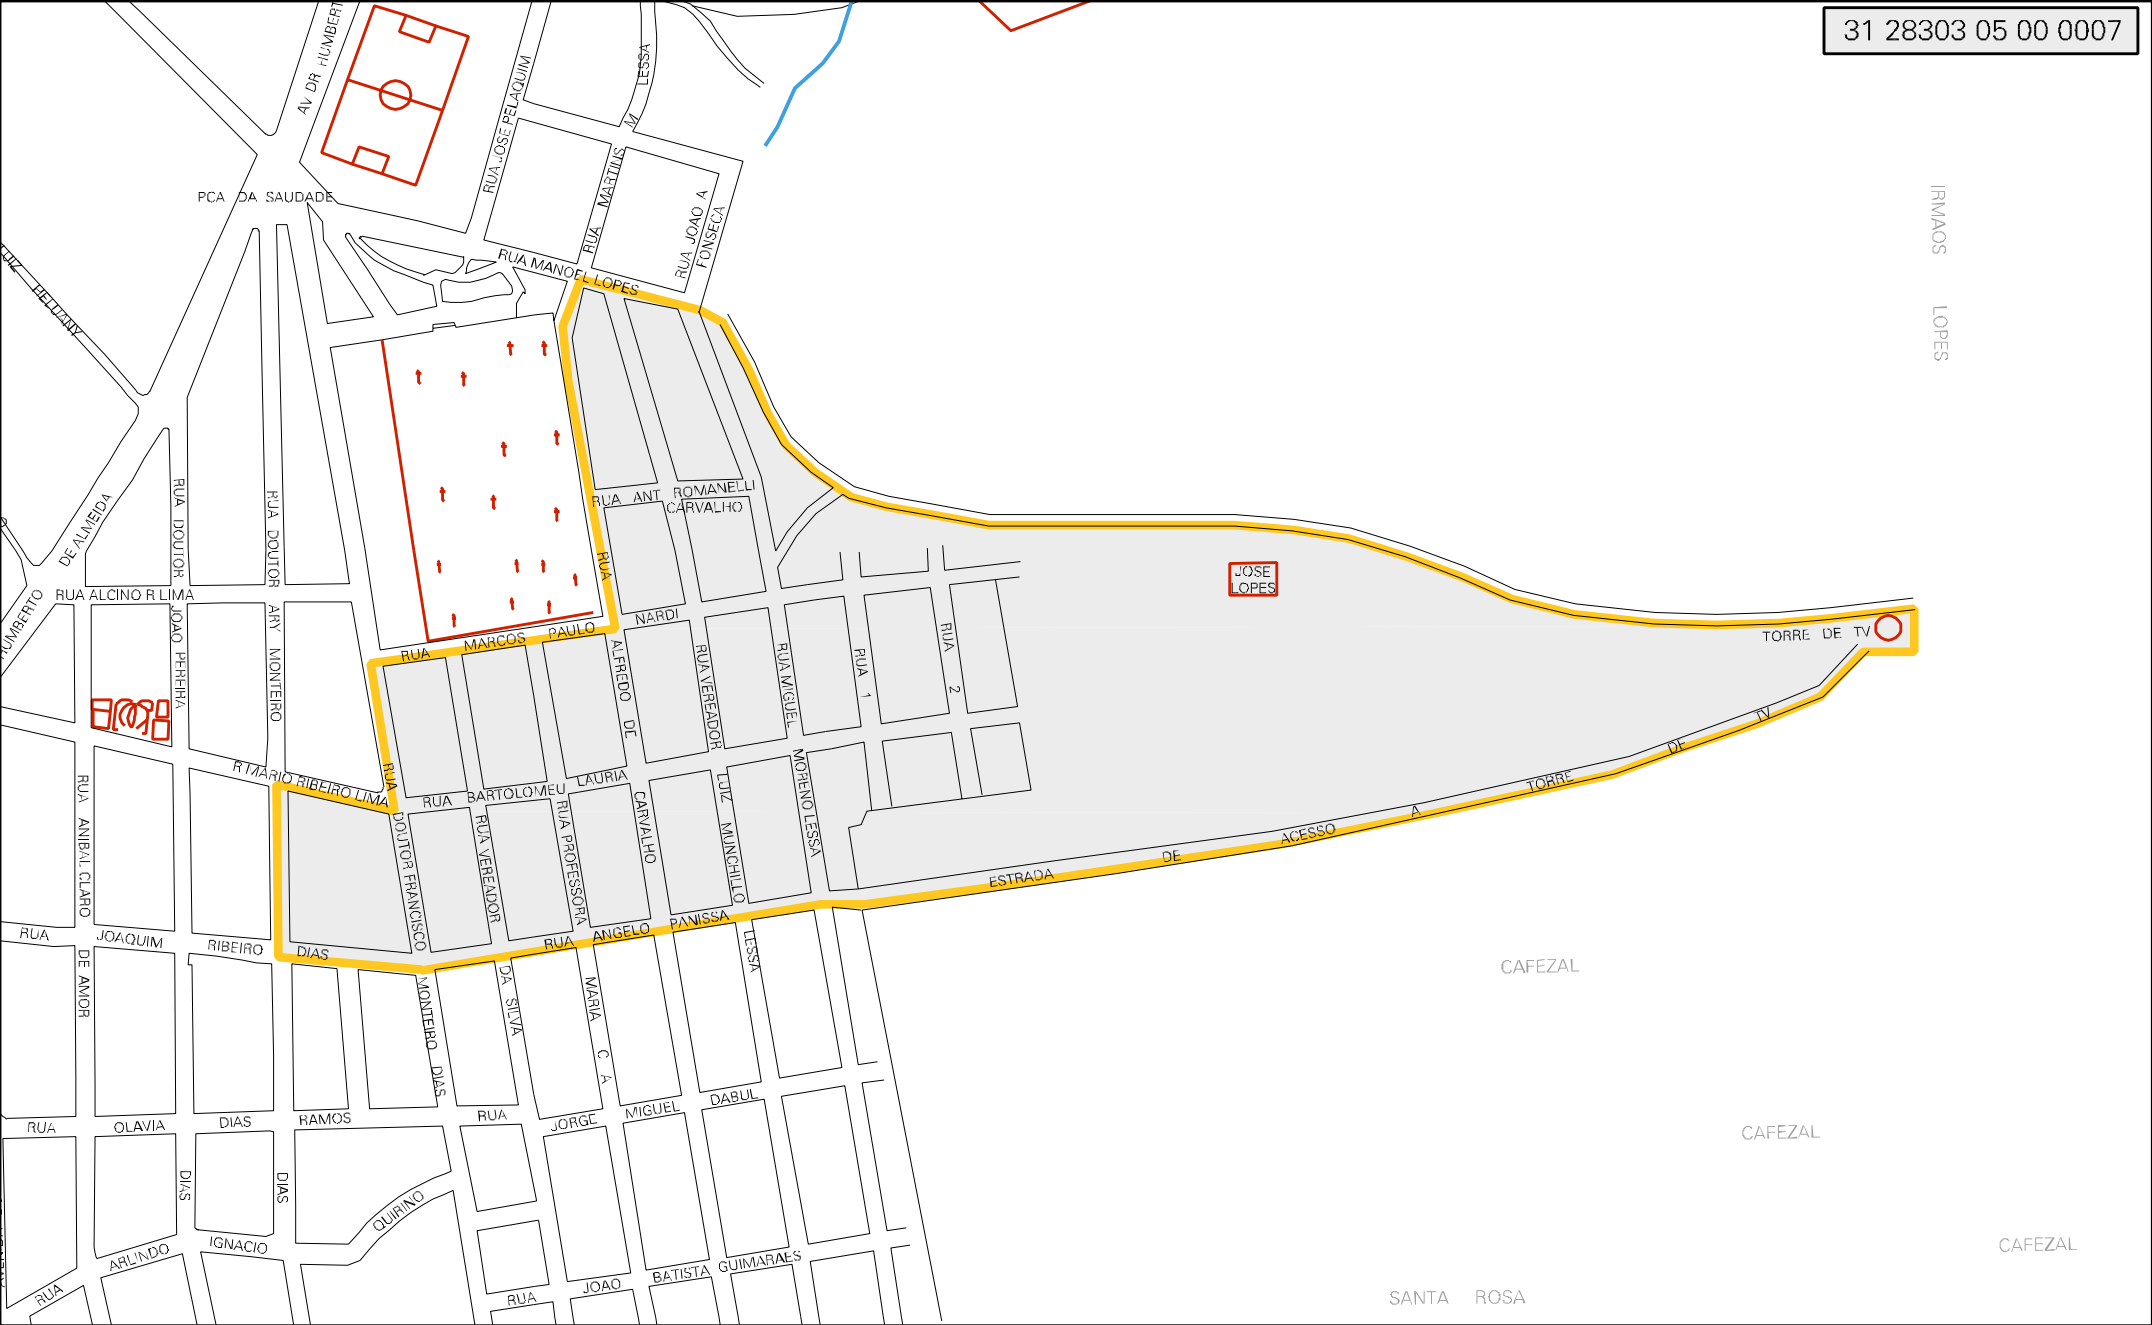 31 28303 05 00 0007
AV DR HUMBERT
RUA JOSE PELAQUIM
LESSA
M
MARTINS
RUA
PCA DA SAUDADE
RUA JOAO A
FONSECA
RUA MANOEL LOPES
IRMAOS
LOPES
LUIZ
HELUANY
RUA ANT ROMANELLI
CARVALHO
DE ALMEIDA
HUMBERTO
RUA DOUTOR
JOAO PEREIRA
DIAS
RUA DOUTOR ARY MONTEIRO
DIAS
RUA ALCINO R LIMA
RUA MARCOS PAULO NARDI
RUA
ALFREDO DE
CARVALHO
JOSE
LOPES
TORRE DE TV
RUA VEREADOR
LUIZ MUNCHILLO
LESSA
RUA MIGUEL
MORENO LESSA
RUA 1
RUA 2
R MARIO RIBEIRO LIMA
RUA
DOUTOR FRANCISCO
MONTEIRO DIAS
RUA BARTOLOMEU LAURIA
RUA VEREADOR
DA SILVA
RUA PROFESSORA
MARIA C A
RUA ANIBAL CLARO
DE AMOR
RUA JOAQUIM RIBEIRO DIAS
RUA ANGELO PANISSA
ESTRADA DE ACESSO A TORRE DE TV
CAFEZAL
CAFEZAL
CAFEZAL
SANTA ROSA
RUA OLAVIA DIAS RAMOS
RUA JORGE MIGUEL DABUL
QUIRINO
RUA ARLINDO IGNACIO
RUA JOAO BATISTA GUIMARAES